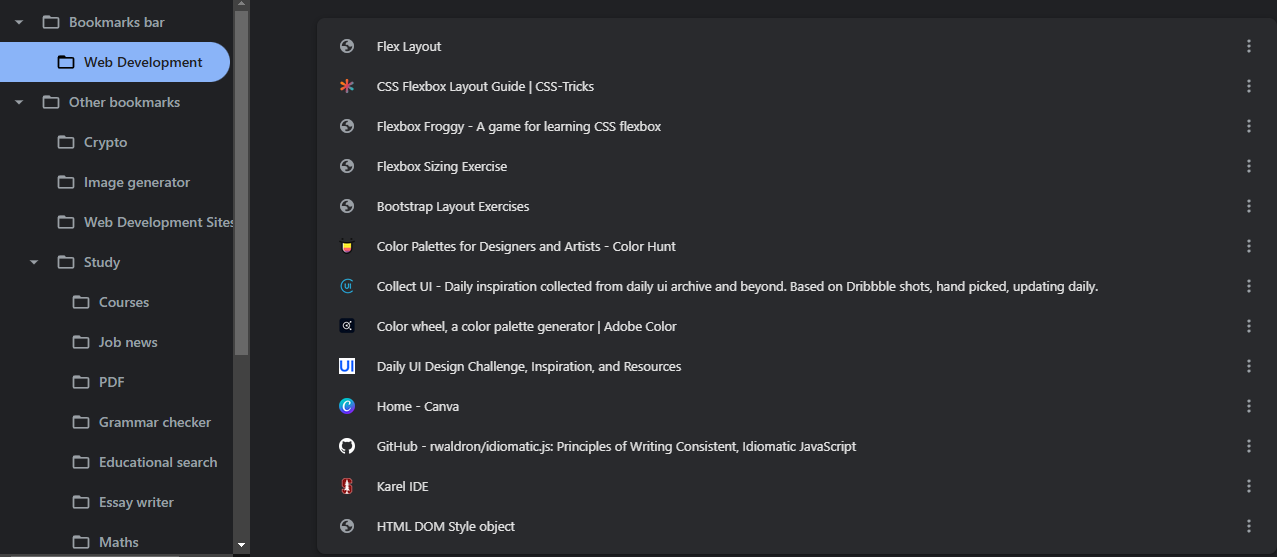 Bookmarks bar
Web Development
Other bookmarks
Crypto
Image generator
Web Development Sites
Study
Courses
Job news
PDF
Grammar checker
Educational search
Essay writer
Maths
Flex Layout
CSS Flexbox Layout Guide | CSS-Tricks
Flexbox Froggy - A game for learning CSS flexbox
Flexbox Sizing Exercise
Bootstrap Layout Exercises
Color Palettes for Designers and Artists - Color Hunt
UI
Collect UI - Daily inspiration collected from daily ui archive and beyond. Based on Dribbble shots, hand picked, updating daily.
Color wheel, a color palette generator | Adobe Color
UI
Daily UI Design Challenge, Inspiration, and Resources
C
Home - Canva
GitHub - rwaldron/idiomatic.js: Principles of Writing Consistent, Idiomatic JavaScript
Karel IDE
HTML DOM Style object